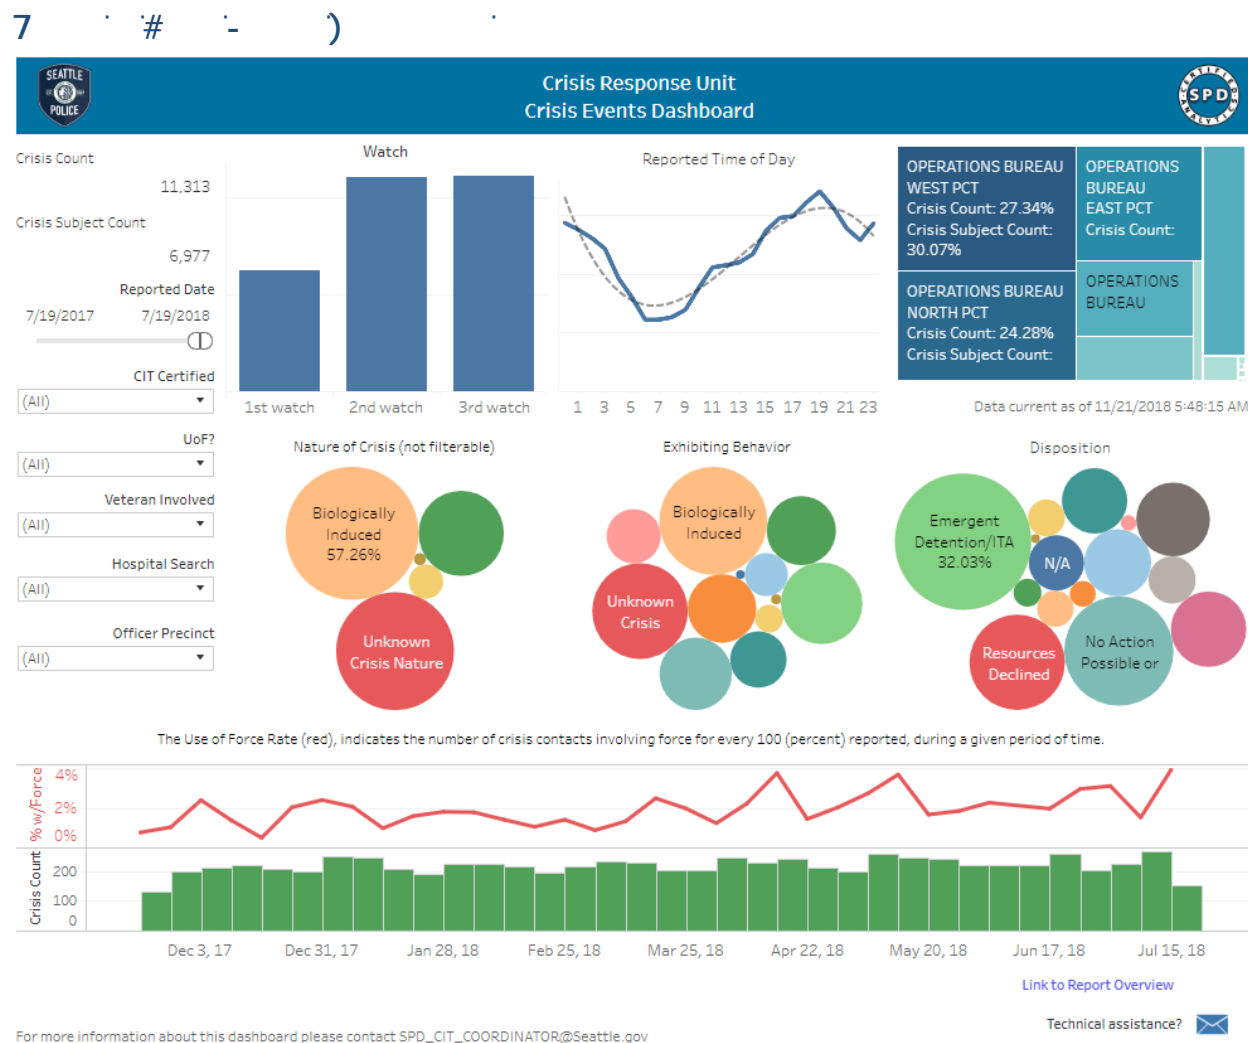 7 # - )
SEATTLE
POLICE
Crisis Response Unit
Crisis Events Dashboard
CERTIFIED
SPD
ANALYTICS
Crisis Count
11,313
Crisis Subject Count
6,977
Reported Date
7/19/2017 7/19/2018
CIT Certified
(All)
UoF?
(All)
Veteran Involved
(All)
Hospital Search
(All)
Officer Precinct
(All)
Watch
1st watch 2nd watch 3rd watch
Reported Time of Day
1 3 5 7 9 11 13 15 17 19 21 23
OPERATIONS BUREAU
WEST PCT
Crisis Count: 27.34%
Crisis Subject Count:
30.07%
OPERATIONS BUREAU
NORTH PCT
Crisis Count: 24.28%
Crisis Subject Count:
OPERATIONS
BUREAU
EAST PCT
Crisis Count:
OPERATIONS
BUREAU
Data current as of 11/21/2018 5:48:15 AM
Nature of Crisis (not filterable)
Biologically
Induced
57.26%
Unknown
Crisis Nature
Exhibiting Behavior
Biologically
Induced
Unknown
Crisis
Disposition
Emergent
Detention/ITA
32.03%
N/A
Resources
Declined
No Action
Possible or
The Use of Force Rate (red), indicates the number of crisis contacts involving force for every 100 (percent) reported, during a given period of time.
% w/Force
4%
2%
0%
Crisis Count
200
100
0
Dec 3, 17 Dec 31, 17 Jan 28, 18 Feb 25, 18 Mar 25, 18 Apr 22, 18 May 20, 18 Jun 17, 18 Jul 15, 18
Link to Report Overview
Technical assistance?
For more information about this dashboard please contact SPD_CIT_COORDINATOR@Seattle.gov